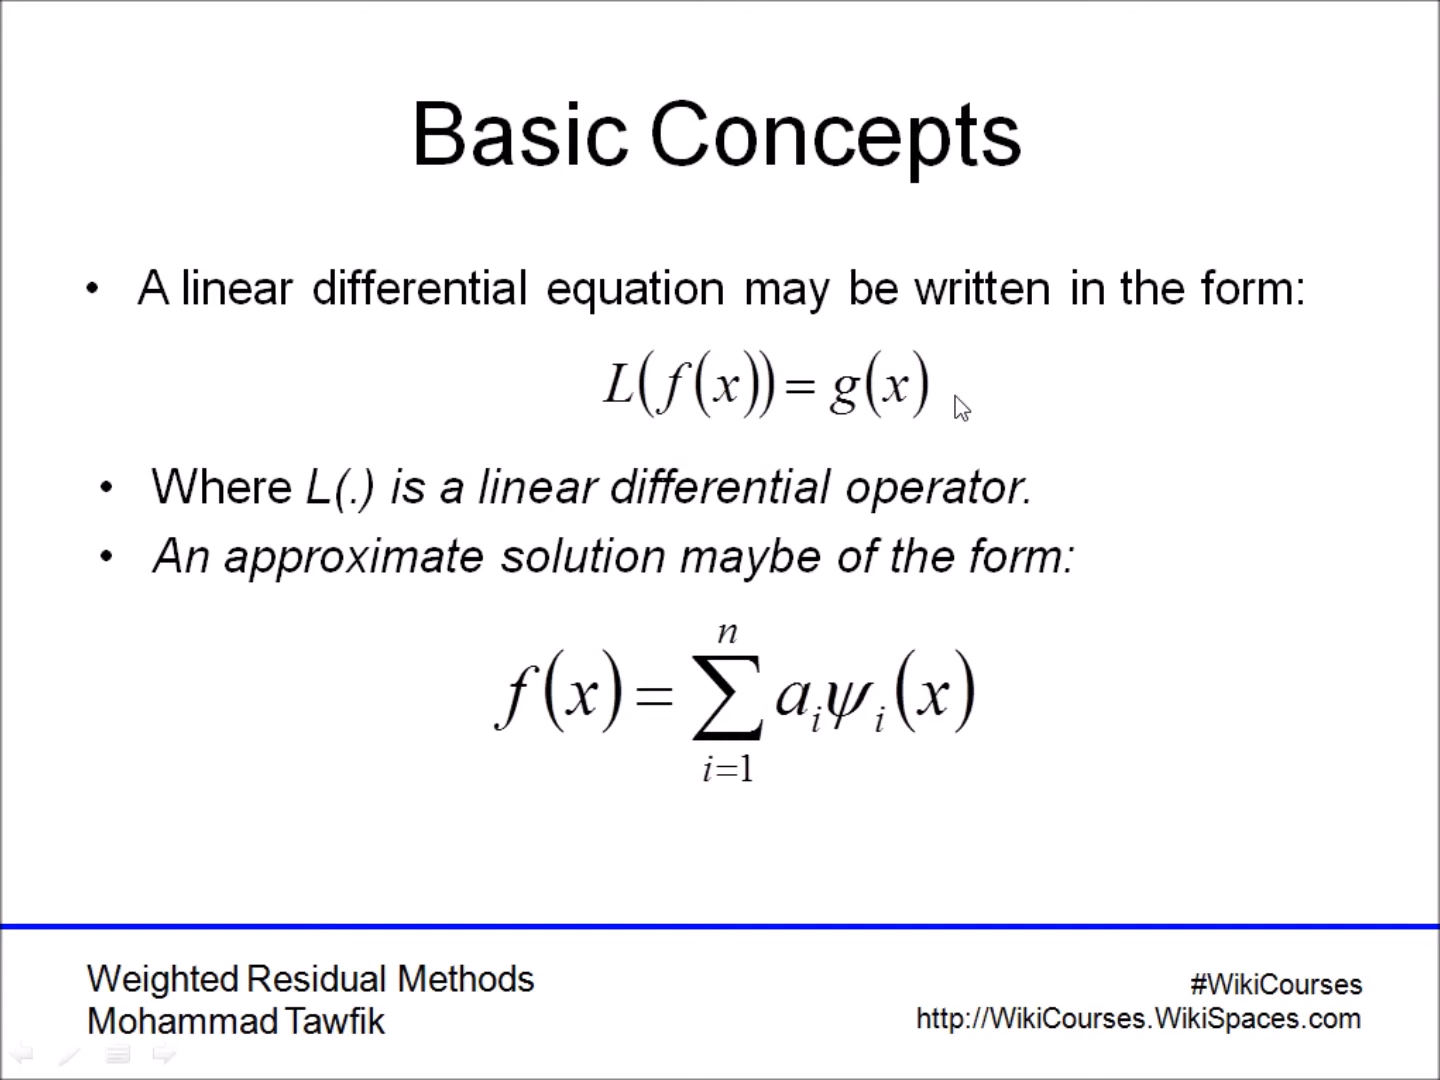 Basic Concepts
• A linear differential equation may be written in the form:
L(f(x)) = g(x)
• Where L(.) is a linear differential operator.
• An approximate solution maybe of the form:
f(x) = \sum_{i=1}^{n} a_i ψ_i(x)
Weighted Residual Methods
Mohammad Tawfik
#WikiCourses
http://WikiCourses.WikiSpaces.com